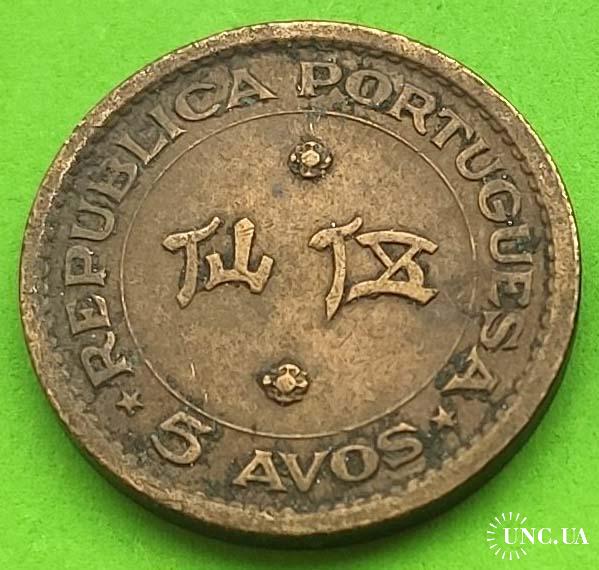 REPUBLICA PORTUGUESA
仙伍
★ 5 AVOS ★
UNC.UA